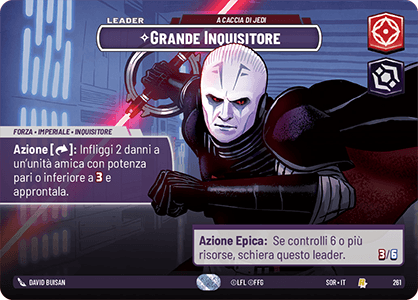 LEADER
A CACCIA DI JEDI
✧GRANDE INQUISITORE
FORZA • IMPERIALE • INQUISITORE
Azione [↷]: Infliggi 2 danni a
un'unità amica con potenza
pari o inferiore a 3 e
approntala.
Azione Epica: Se controlli 6 o più
risorse, schiera questo leader.
3/6
DAVID BUISAN
©LFL ©FFG
SOR • IT
261